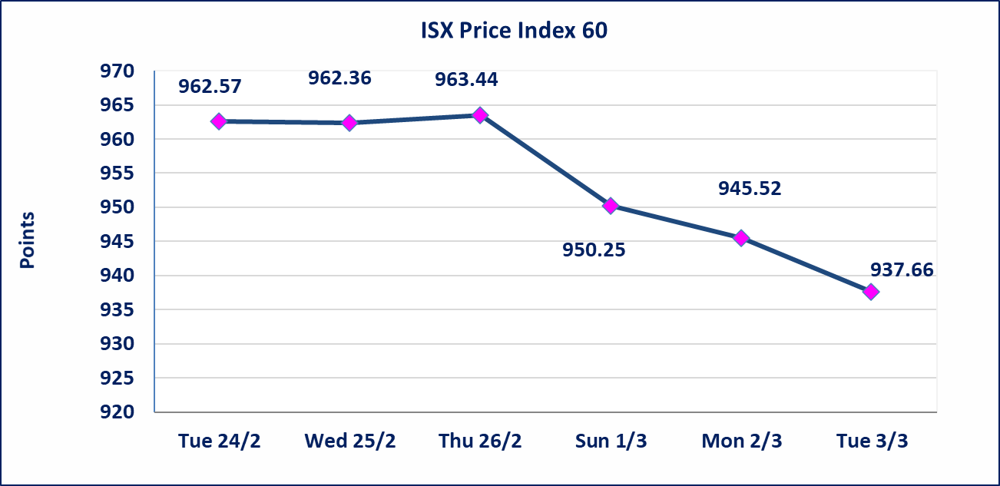 ISX Price Index 60
Points
970
965
960
955
950
945
940
935
930
925
920
962.57
962.36
963.44
950.25
945.52
937.66
Tue 24/2
Wed 25/2
Thu 26/2
Sun 1/3
Mon 2/3
Tue 3/3